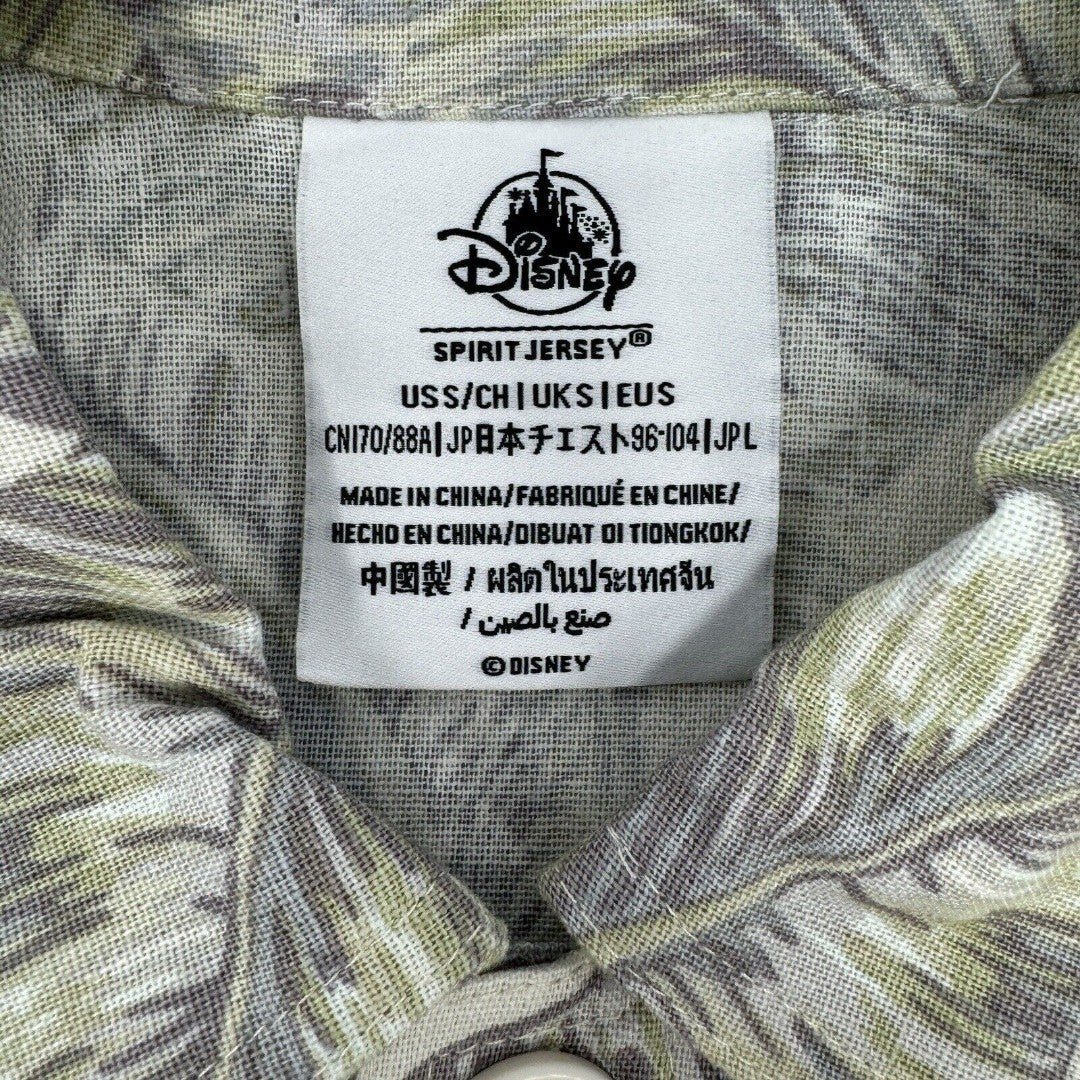 Disney
SPIRIT JERSEY®
US S/CH | UK S | EU S
CN170/88A | JP日本チェスト96-104 | JP L
MADE IN CHINA/FABRIQUÉ EN CHINE/
HECHO EN CHINA/DIBUAT DI TIONGKOK/
中國製 / ผลิตในประเทศจีน
/ صنع بالصين
© DISNEY